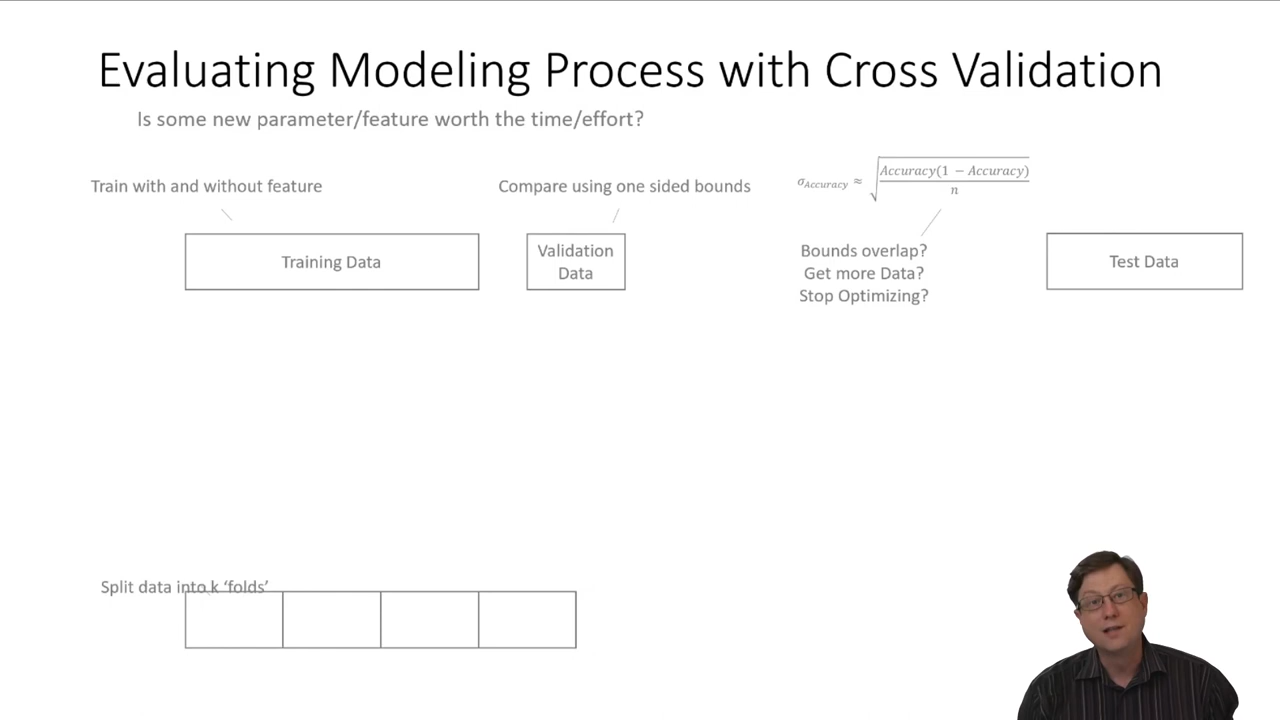 Evaluating Modeling Process with Cross Validation
Is some new parameter/feature worth the time/effort?
Train with and without feature
Compare using one sided bounds
σ_Accuracy ≈ √(Accuracy(1 − Accuracy)/n)
Training Data
Validation
Data
Bounds overlap?
Get more Data?
Stop Optimizing?
Test Data
Split data into k ‘folds’